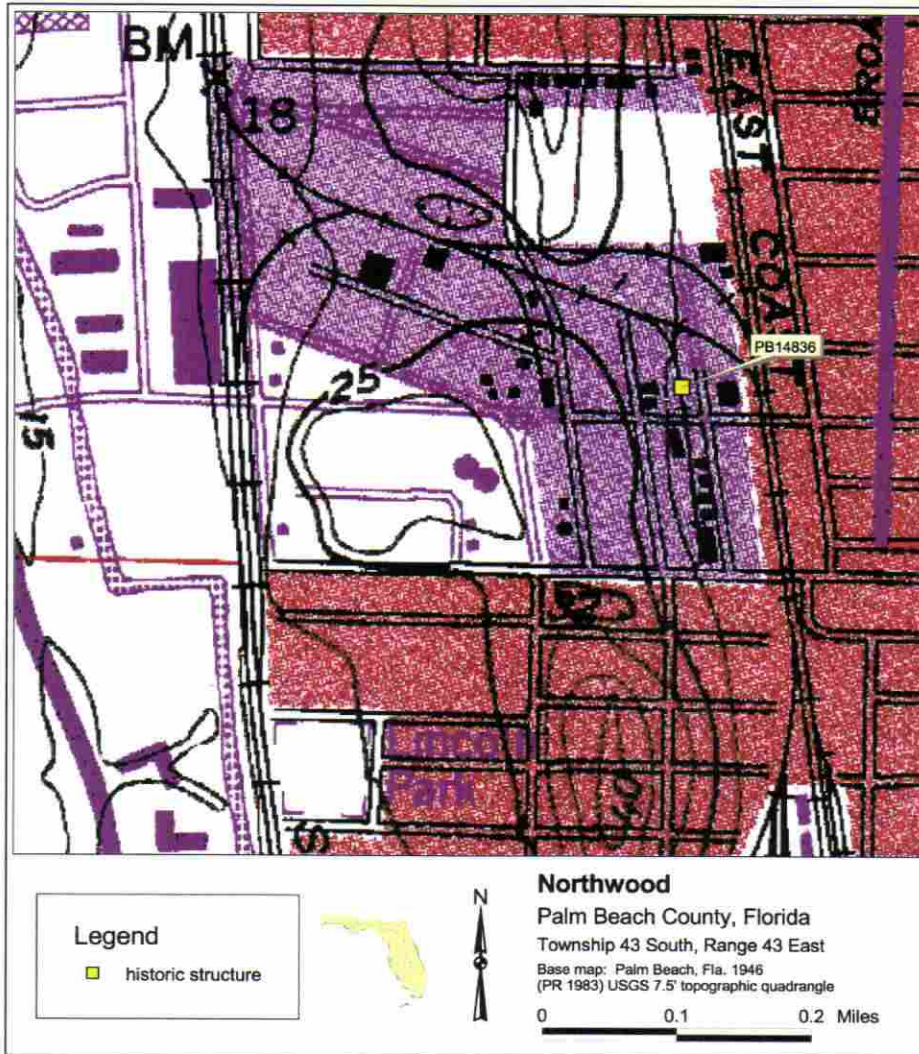 BM
18
EAST COAST
BRO
PB14836
25
15
Lincoln
Park
S
Legend
historic structure
N
Northwood
Palm Beach County, Florida
Township 43 South, Range 43 East
Base map: Palm Beach, Fla. 1946
(PR 1983) USGS 7.5' topographic quadrangle
0 0.1 0.2 Miles